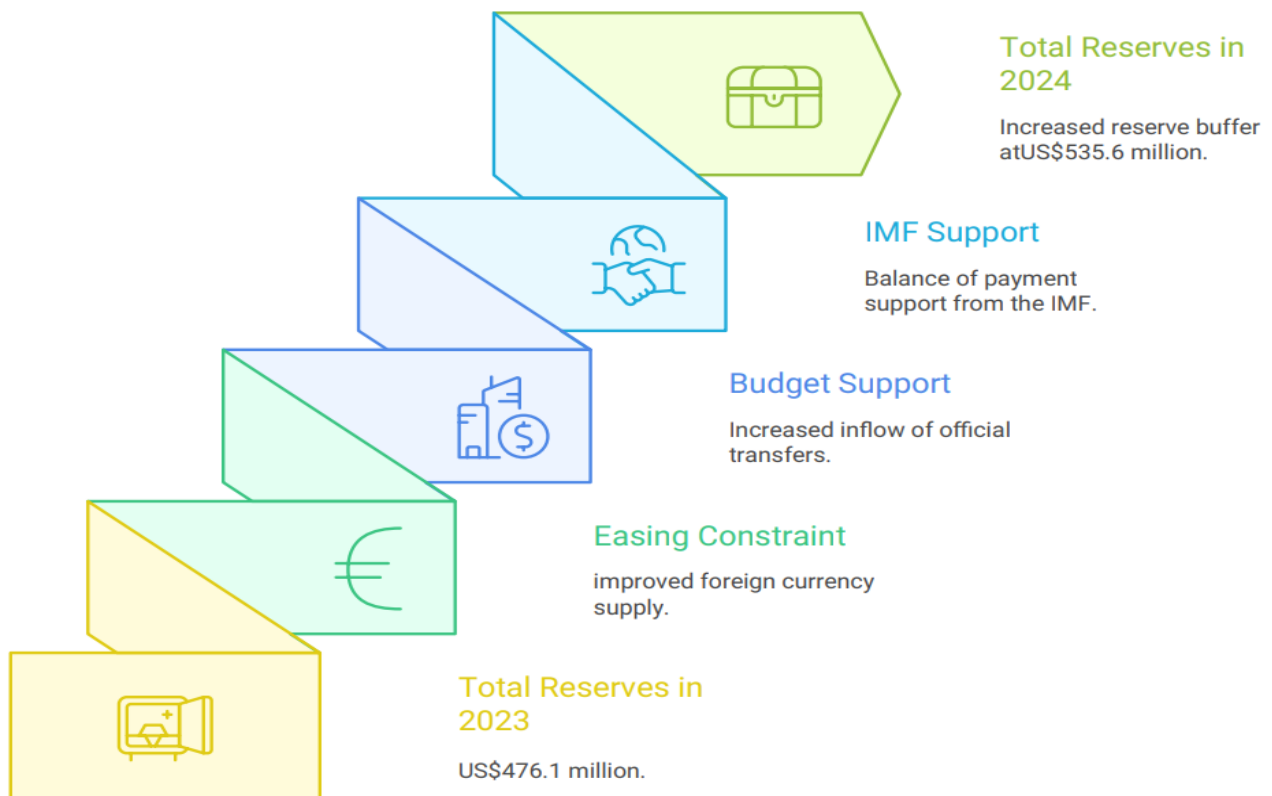 Total Reserves in
2024
Increased reserve buffer
atUS$535.6 million.
IMF Support
Balance of payment
support from the IMF.
Budget Support
Increased inflow of official
transfers.
Easing Constraint
improved foreign currency
supply.
Total Reserves in
2023
US$476.1 million.